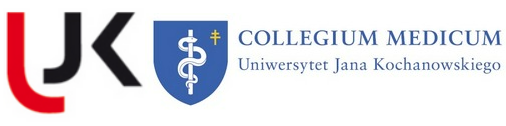 UJK
COLLEGIUM MEDICUM
Uniwersytet Jana Kochanowskiego